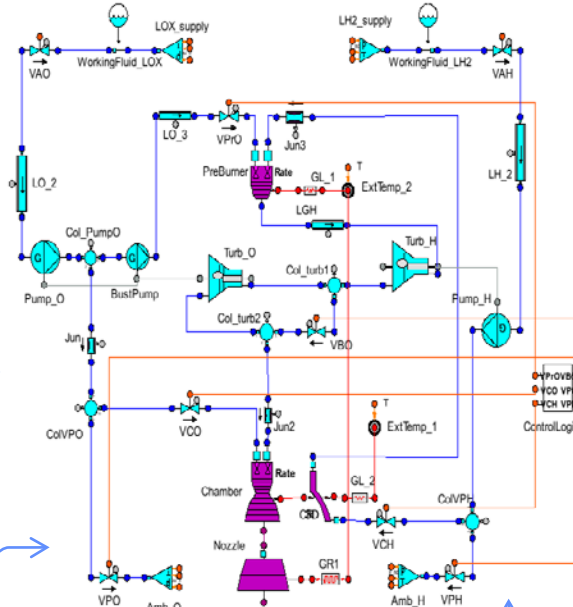 LOX_supply
LH2_supply
WorkingFluid_LOX
WorkingFluid_LH2
VAO
VAH
LO_3
VPrO
Jun3
PreBurner
Rate
GL_1
T
ExtTemp_2
LO_2
LH_2
LGH
Col_PumpO
Turb_O
Col_turb1
Turb_H
G
G
Pump_O
BustPump
Pump_H
Col_turb2
VBO
Jun
VPrOVB
VCO VP
VCH VP
ControlLogi
ColVPO
VCO
Jun2
T
ExtTemp_1
Rate
GL_2
Chamber
ColVPH
VCH
Nozzle
CR1
VPO
Amb_O
Amb_H
VPH